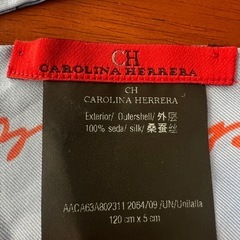 CH
CAROLINA HERRERA
CH
CAROLINA HERRERA
Exterior/ Outershell/ 外层
100% seda/ silk/ 桑蚕丝
AACA63A802311 2064/09 /UN/Unitalla
120 cm x 5 cm